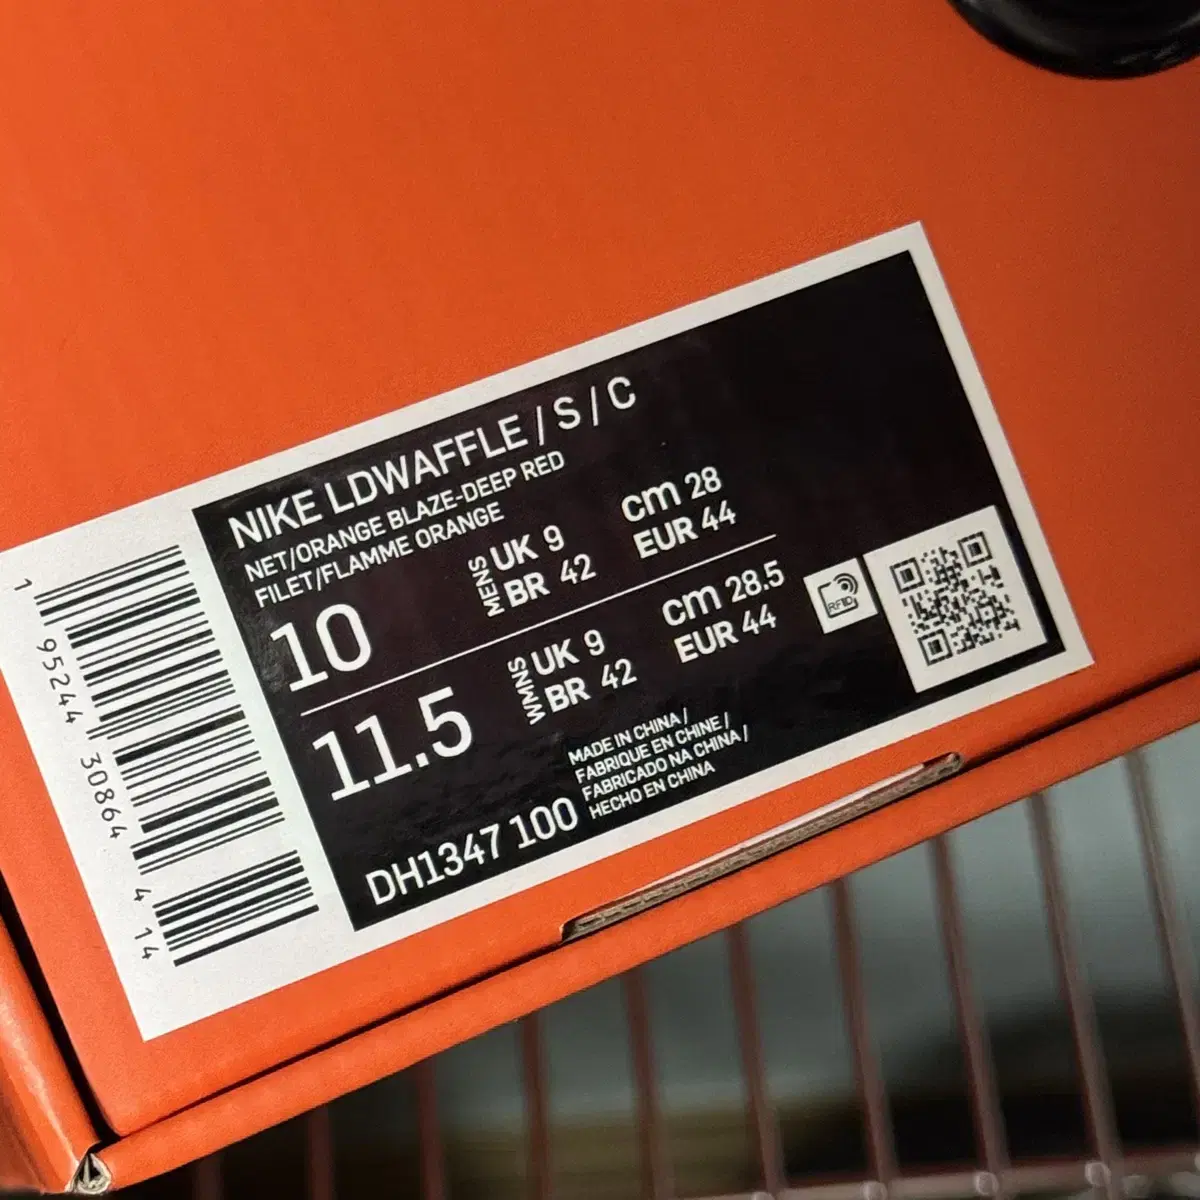 NIKE LDWAFFLE / S / C
NET/ORANGE BLAZE-DEEP RED
FILET/FLAMME ORANGE
10
MENS
UK 9
BR 42
cm 28
EUR 44
11.5
WMNS
UK 9
BR 42
cm 28.5
EUR 44
RFID
MADE IN CHINA /
FABRIQUE EN CHINE /
FABRICADO NA CHINA /
HECHO EN CHINA
DH1347 100
1 95244 30864 4 14